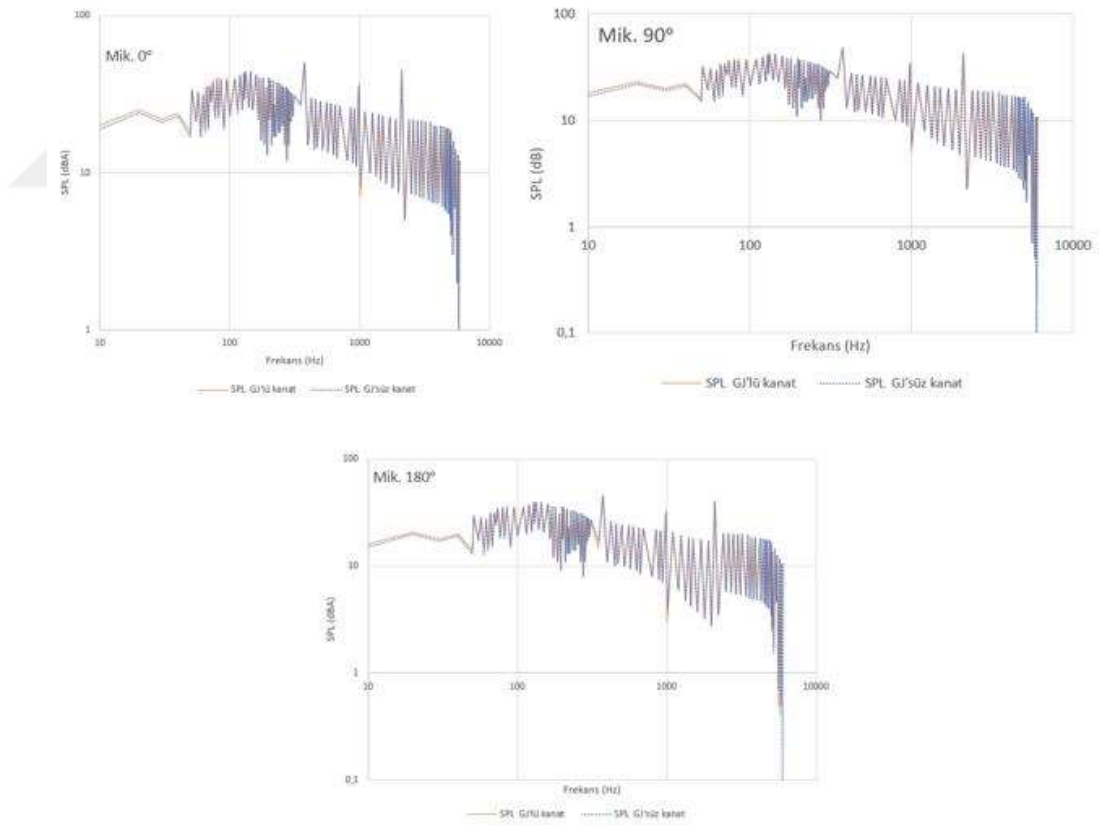 Mik. 0°
100
10
1
SPL (dBA)
10
100
1000
10000
Frekans (Hz)
SPL GJ'lü kanat
SPL GJ'süz kanat
Mik. 90°
100
10
1
0,1
SPL (dB)
10
100
1000
10000
Frekans (Hz)
SPL GJ'lü kanat
SPL GJ'süz kanat
Mik. 180°
100
10
1
0,1
SPL (dBA)
10
100
1000
10000
Frekans (Hz)
SPL GJ'lü kanat
SPL GJ'süz kanat